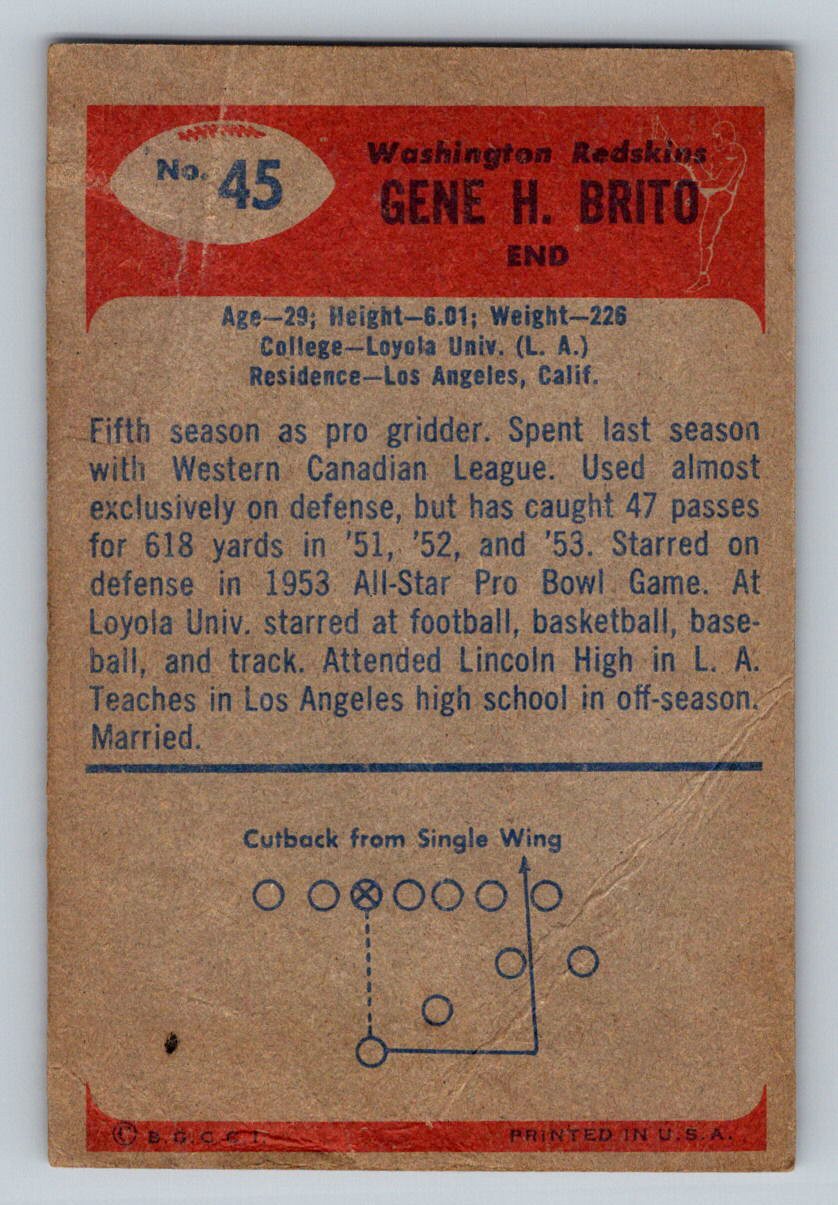 No. 45
Washington Redskins
GENE H. BRITO
END
Age—29; Height—6.01; Weight—226
College—Loyola Univ. (L. A.)
Residence—Los Angeles, Calif.
Fifth season as pro gridder. Spent last season
with Western Canadian League. Used almost
exclusively on defense, but has caught 47 passes
for 618 yards in '51, '52, and '53. Starred on
defense in 1953 All-Star Pro Bowl Game. At
Loyola Univ. starred at football, basketball, base-
ball, and track. Attended Lincoln High in L. A.
Teaches in Los Angeles high school in off-season.
Married.
Cutback from Single Wing
© B. G. C. C. I.
PRINTED IN U. S. A.